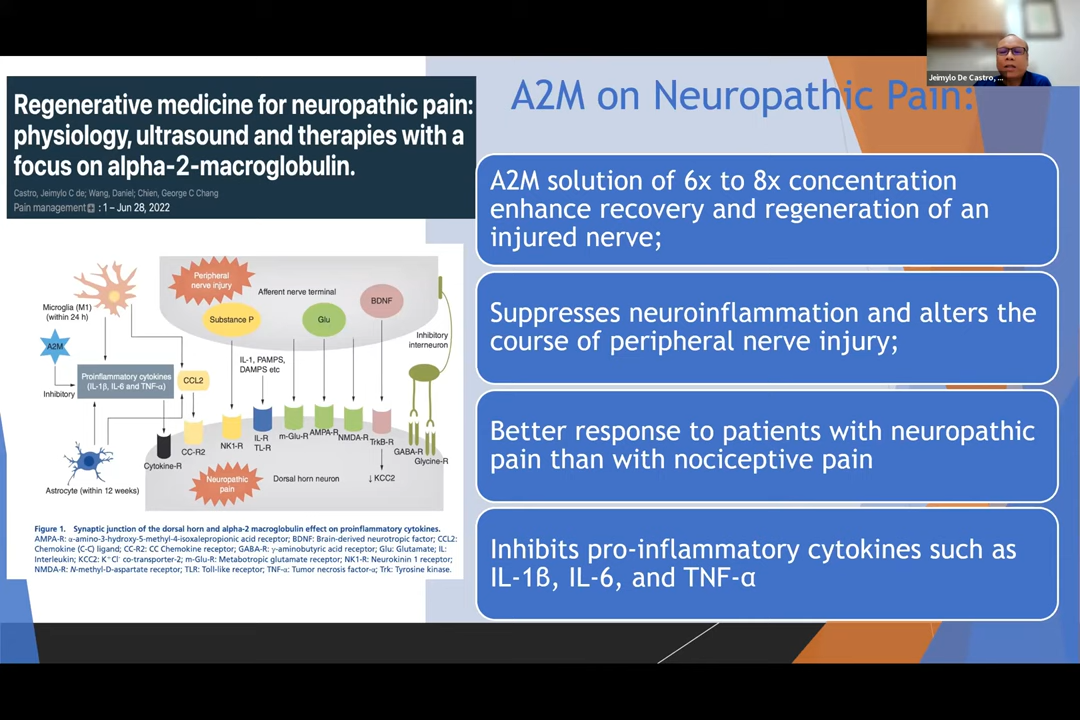 Jeimylo De Castro, ...
A2M on Neuropathic Pain:
Regenerative medicine for neuropathic pain:
physiology, ultrasound and therapies with a
focus on alpha-2-macroglobulin.
Castro, Jeimylo C de; Wang, Daniel; Chien, George C Chang
Pain management : 1 – Jun 28, 2022
Peripheral
nerve injury
Afferent nerve terminal
BDNF
Microglia (M1)
(within 24 h)
Substance P
Glu
A2M
Inhibitory
interneuron
IL-1, PAMPS,
DAMPS etc
Proinflammatory cytokines
(IL-1β, IL-6 and TNF-α)
CCL2
Inhibitory
Cytokine-R
CC-R2
NK1-R
IL-R
TL-R
m-Glu-R
AMPA-R
NMDA-R
TrkB-R
GABA-R
Glycine-R
Astrocyte (within 12 weeks)
Neuropathic
pain
Dorsal horn neuron
↓ KCC2
Figure 1. Synaptic junction of the dorsal horn and alpha-2 macroglobulin effect on proinflammatory cytokines.
AMPA-R: α-amino-3-hydroxy-5-methyl-4-isoxalepropionic acid receptor; BDNF: Brain-derived neurotropic factor; CCL2:
Chemokine (C-C) ligand; CC-R2: CC Chemokine receptor; GABA-R: γ-aminobutyric acid receptor; Glu: Glutamate; IL:
Interleukin; KCC2: K⁺Cl⁻ co-transporter-2; m-Glu-R: Metabotropic glutamate receptor; NK1-R: Neurokinin 1 receptor;
NMDA-R: N-methyl-D-aspartate receptor; TLR: Toll-like receptor; TNF-α: Tumor necrosis factor-α; Trk: Tyrosine kinase.
A2M solution of 6x to 8x concentration
enhance recovery and regeneration of an
injured nerve;
Suppresses neuroinflammation and alters the
course of peripheral nerve injury;
Better response to patients with neuropathic
pain than with nociceptive pain
Inhibits pro-inflammatory cytokines such as
IL-1ß, IL-6, and TNF-α